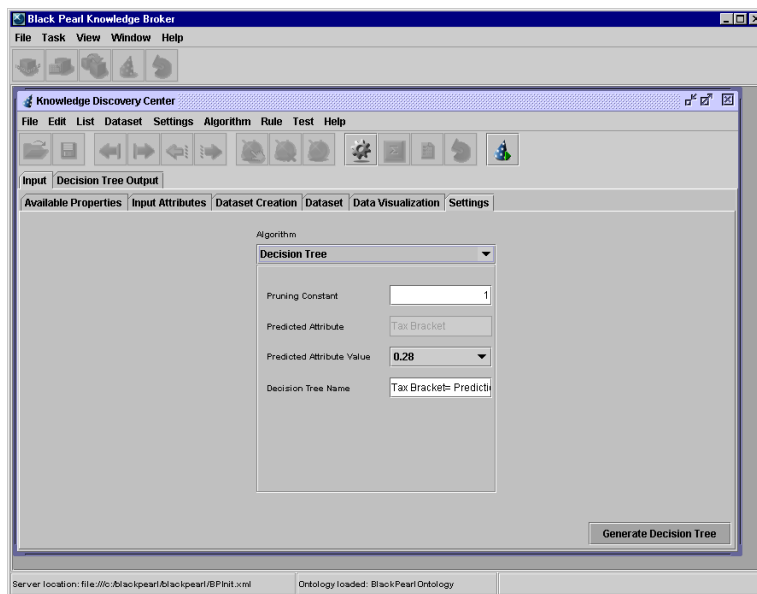 Black Pearl Knowledge Broker
File Task View Window Help
Knowledge Discovery Center
File Edit List Dataset Settings Algorithm Rule Test Help
Input Decision Tree Output
Available Properties Input Attributes Dataset Creation Dataset Data Visualization Settings
Algorithm
Decision Tree
Pruning Constant 1
Predicted Attribute Tax Bracket
Predicted Attribute Value 0.28
Decision Tree Name Tax Bracket= Predicti
Generate Decision Tree
Server location: file:///c:/blackpearl/blackpearl/BPInit.xml Ontology loaded: BlackPearlOntology